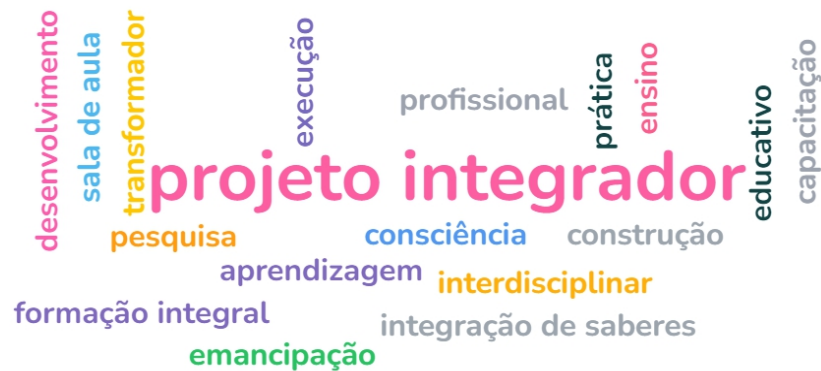 desenvolvimento
sala de aula
transformador
execução
profissional
prática
ensino
educativo
capacitação
projeto integrador
pesquisa
consciência
construção
aprendizagem
interdisciplinar
formação integral
integração de saberes
emancipação